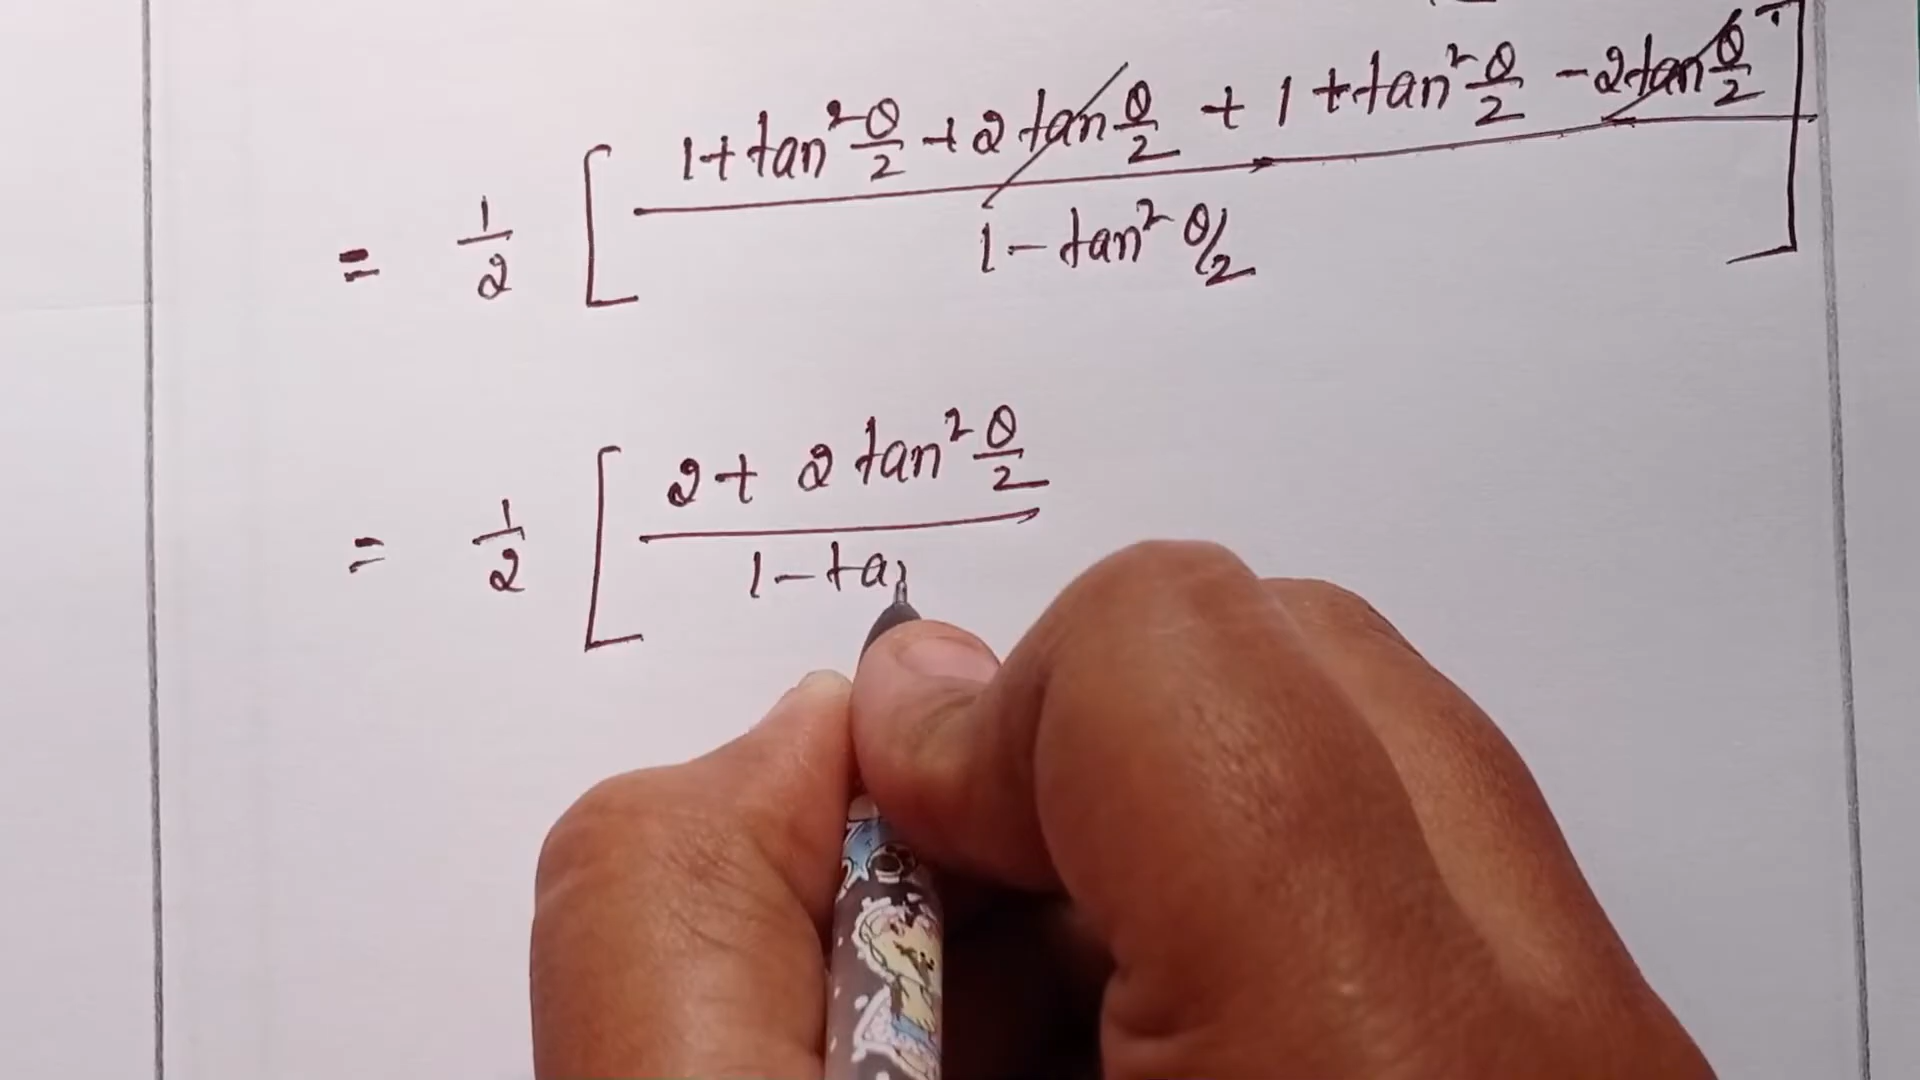 = 1/2 [ (1 + tan² θ/2 + 2 tan θ/2 + 1 + tan² θ/2 - 2 tan θ/2) / (1 - tan² θ/2) ]
= 1/2 [ (2 + 2 tan² θ/2) / (1 - ta